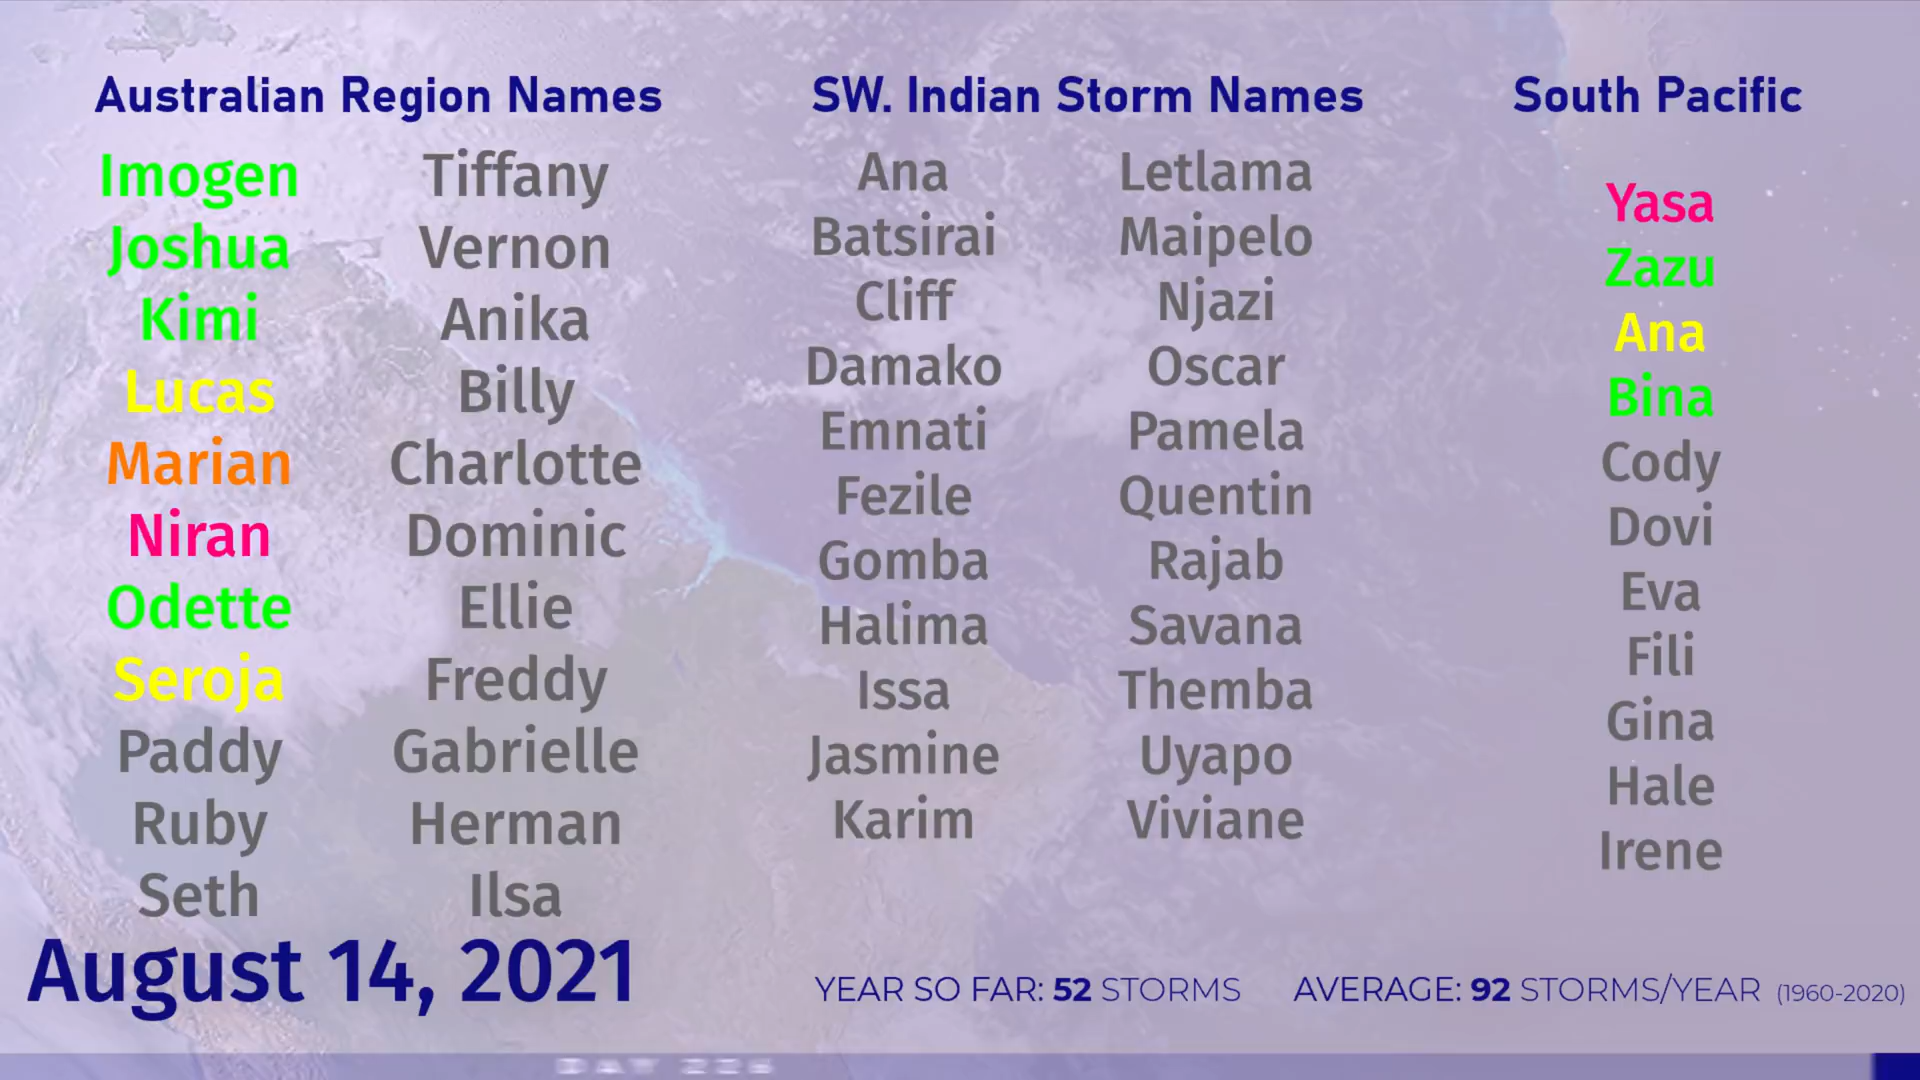 Australian Region Names
Imogen
Joshua
Kimi
Lucas
Marian
Niran
Odette
Seroja
Paddy
Ruby
Seth
Tiffany
Vernon
Anika
Billy
Charlotte
Dominic
Ellie
Freddy
Gabrielle
Herman
Ilsa
SW. Indian Storm Names
Ana
Batsirai
Cliff
Damako
Emnati
Fezile
Gomba
Halima
Issa
Jasmine
Karim
Letlama
Maipelo
Njazi
Oscar
Pamela
Quentin
Rajab
Savana
Themba
Uyapo
Viviane
South Pacific
Yasa
Zazu
Ana
Bina
Cody
Dovi
Eva
Fili
Gina
Hale
Irene
August 14, 2021
YEAR SO FAR: 52 STORMS
AVERAGE: 92 STORMS/YEAR (1960-2020)
DAY